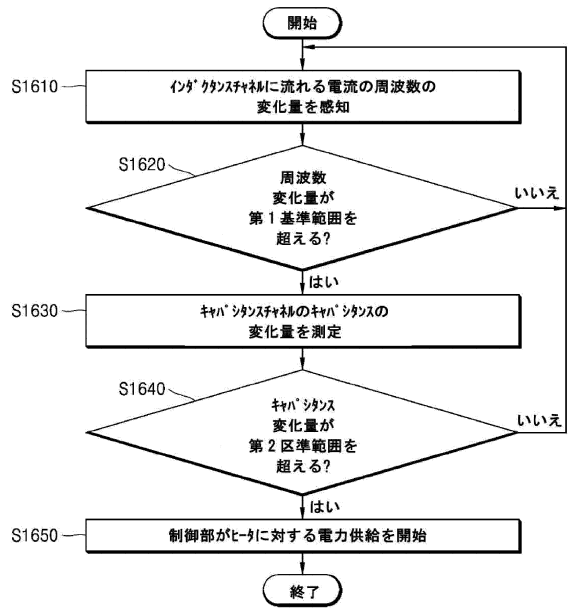 開始
S1610
インダクタンスチャネルに流れる電流の周波数の
変化量を感知
S1620
周波数
変化量が
第1基準範囲を
超える?
いいえ
はい
S1630
キャパシタンスチャネルのキャパシタンスの
変化量を測定
S1640
キャパシタンス
変化量が
第2区準範囲を
超える?
いいえ
はい
S1650
制御部がヒータに対する電力供給を開始
終了